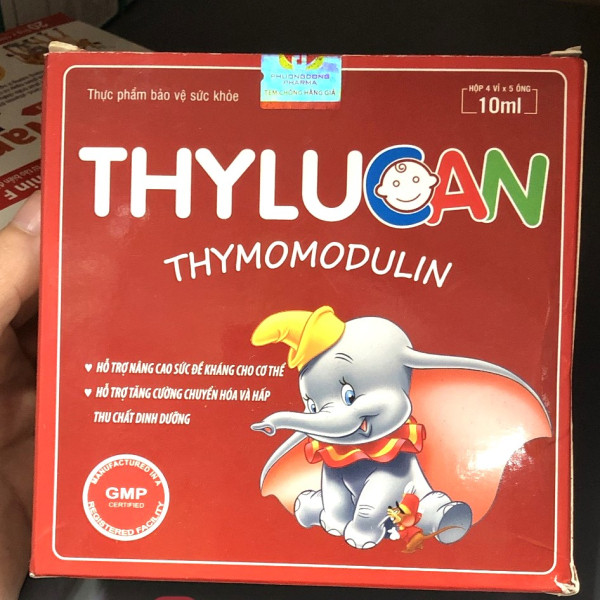 PHUONGDONG
PHARMA
TEM CHỐNG HÀNG GIẢ
Thực phẩm bảo vệ sức khỏe
HỘP 4 VỈ x 5 ỐNG
10ml
THYLUCAN
THYMOMODULIN
HỖ TRỢ NÂNG CAO SỨC ĐỀ KHÁNG CHO CƠ THỂ
HỖ TRỢ TĂNG CƯỜNG CHUYỂN HÓA VÀ HẤP
THU CHẤT DINH DƯỠNG
MANUFACTURED IN A
GMP
CERTIFIED
REGISTERED FACILITY